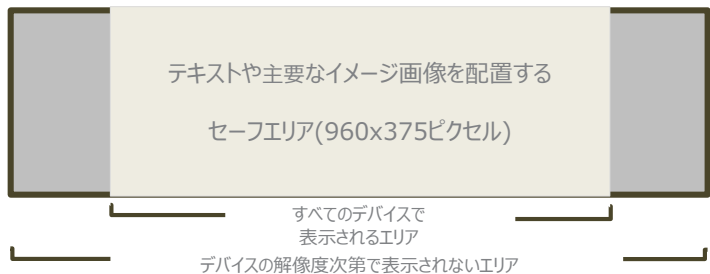 テキストや主要なイメージ画像を配置する
セーフエリア(960x375ピクセル)
すべてのデバイスで
表示されるエリア
デバイスの解像度次第で表示されないエリア